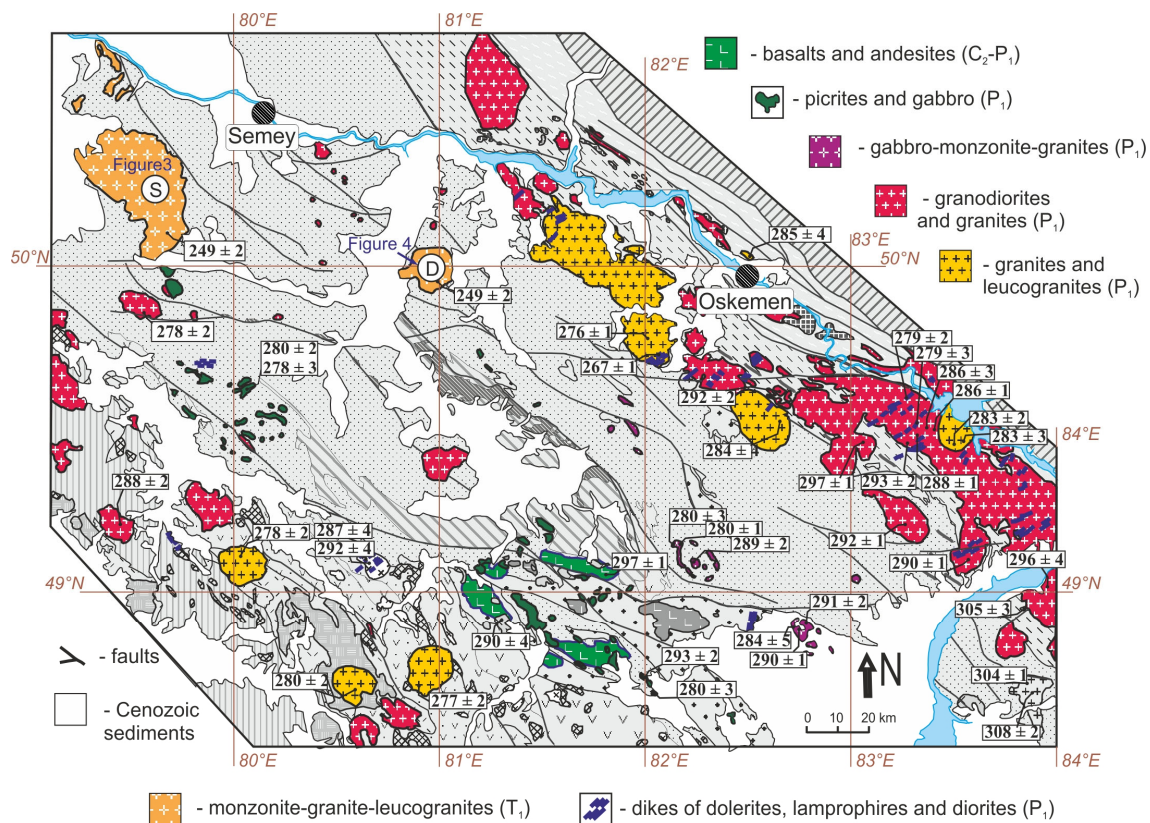 80°E
81°E
82°E
- basalts and andesites (C₂-P₁)
- picrites and gabbro (P₁)
Semey
- gabbro-monzonite-granites (P₁)
Figure3
S
- granodiorites
and granites (P₁)
285 ± 4
83°E
249 ± 2
Figure 4
50°N
D
50°N
- granites and
leucogranites (P₁)
249 ± 2
Oskemen
278 ± 2
276 ± 1
279 ± 2
280 ± 2
279 ± 3
278 ± 3
267 ± 1
286 ± 3
286 ± 1
292 ± 2
283 ± 2
84°E
283 ± 3
284 ± 4
288 ± 2
297 ± 1
293 ± 2
288 ± 1
280 ± 3
278 ± 2
287 ± 4
280 ± 1
292 ± 4
289 ± 2
292 ± 1
297 ± 1
290 ± 1
296 ± 4
49°N
49°N
291 ± 2
305 ± 3
290 ± 4
284 ± 5
293 ± 2
290 ± 1
- faults
N
280 ± 2
277 ± 2
280 ± 3
304 ± 1
- Cenozoic
sediments
0 10 20 km
308 ± 2
80°E
81°E
82°E
83°E
84°E
- monzonite-granite-leucogranites (T₁)
- dikes of dolerites, lamprophires and diorites (P₁)